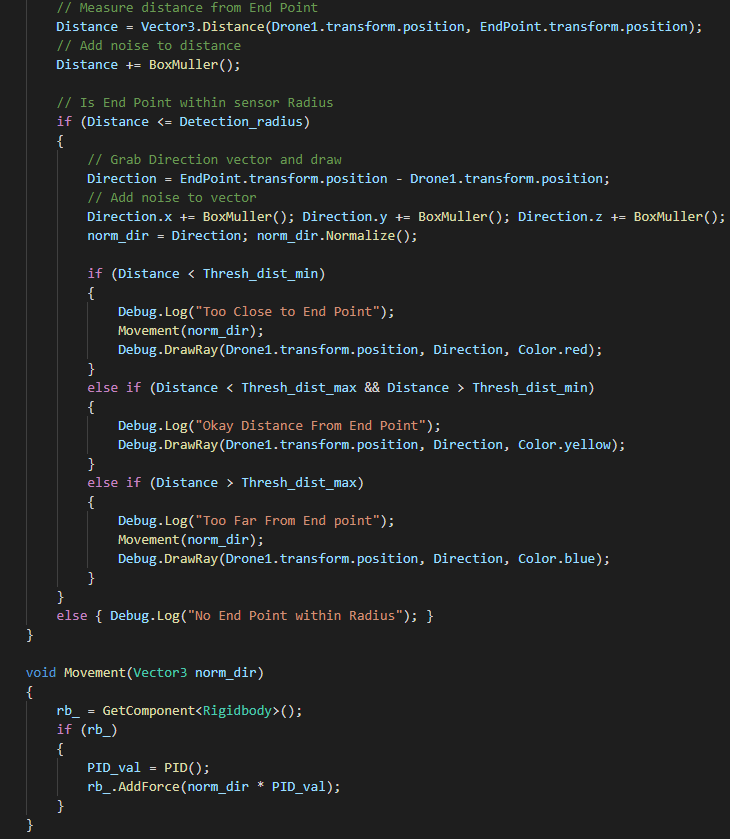 // Measure distance from End Point
Distance = Vector3.Distance(Drone1.transform.position, EndPoint.transform.position);
// Add noise to distance
Distance += BoxMuller();
// Is End Point within sensor Radius
if (Distance <= Detection_radius)
{
// Grab Direction vector and draw
Direction = EndPoint.transform.position - Drone1.transform.position;
// Add noise to vector
Direction.x += BoxMuller(); Direction.y += BoxMuller(); Direction.z += BoxMuller();
norm_dir = Direction; norm_dir.Normalize();
if (Distance < Thresh_dist_min)
{
Debug.Log("Too Close to End Point");
Movement(norm_dir);
Debug.DrawRay(Drone1.transform.position, Direction, Color.red);
}
else if (Distance < Thresh_dist_max && Distance > Thresh_dist_min)
{
Debug.Log("Okay Distance From End Point");
Debug.DrawRay(Drone1.transform.position, Direction, Color.yellow);
}
else if (Distance > Thresh_dist_max)
{
Debug.Log("Too Far From End point");
Movement(norm_dir);
Debug.DrawRay(Drone1.transform.position, Direction, Color.blue);
}
}
else { Debug.Log("No End Point within Radius"); }
}
void Movement(Vector3 norm_dir)
{
rb_ = GetComponent<Rigidbody>();
if (rb_)
{
PID_val = PID();
rb_.AddForce(norm_dir * PID_val);
}
}